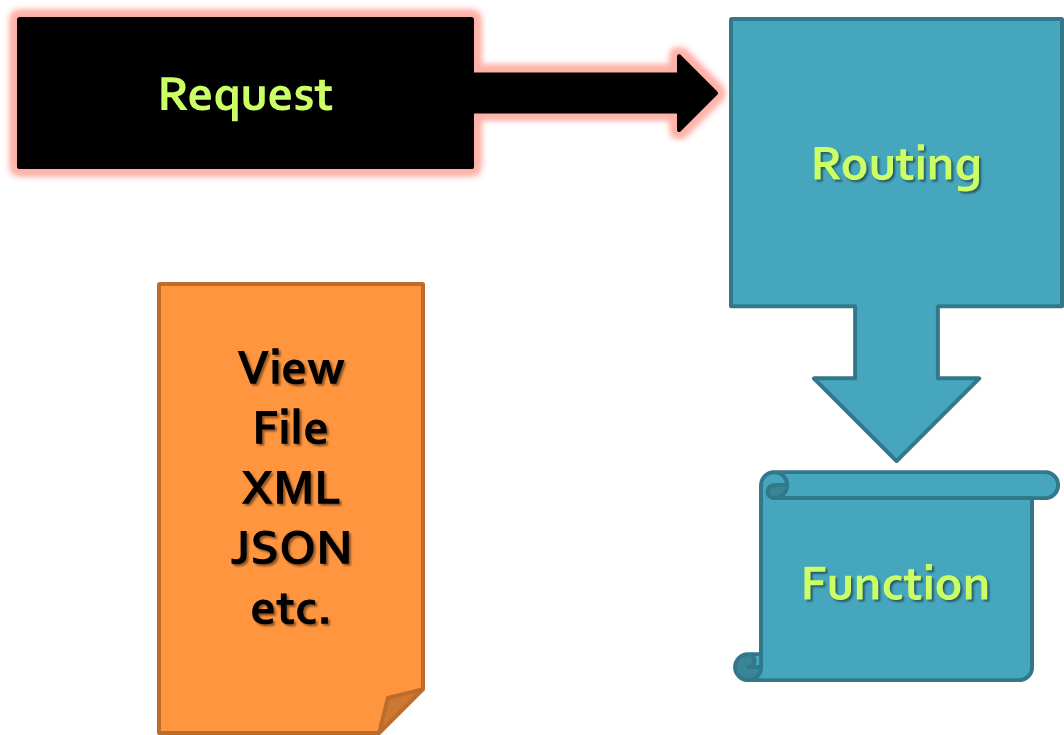 Request
Routing
View
File
XML
JSON
etc.
Function